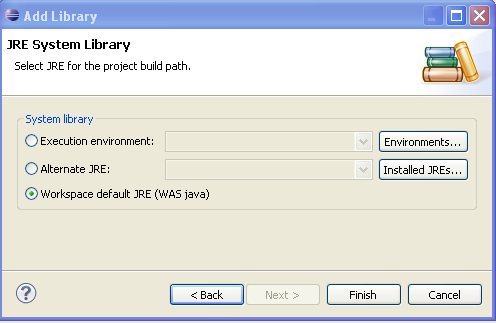 Add Library
JRE System Library
Select JRE for the project build path.
System library
Execution environment: Environments...
Alternate JRE: Installed JREs...
Workspace default JRE (WAS java)
? < Back Next > Finish Cancel